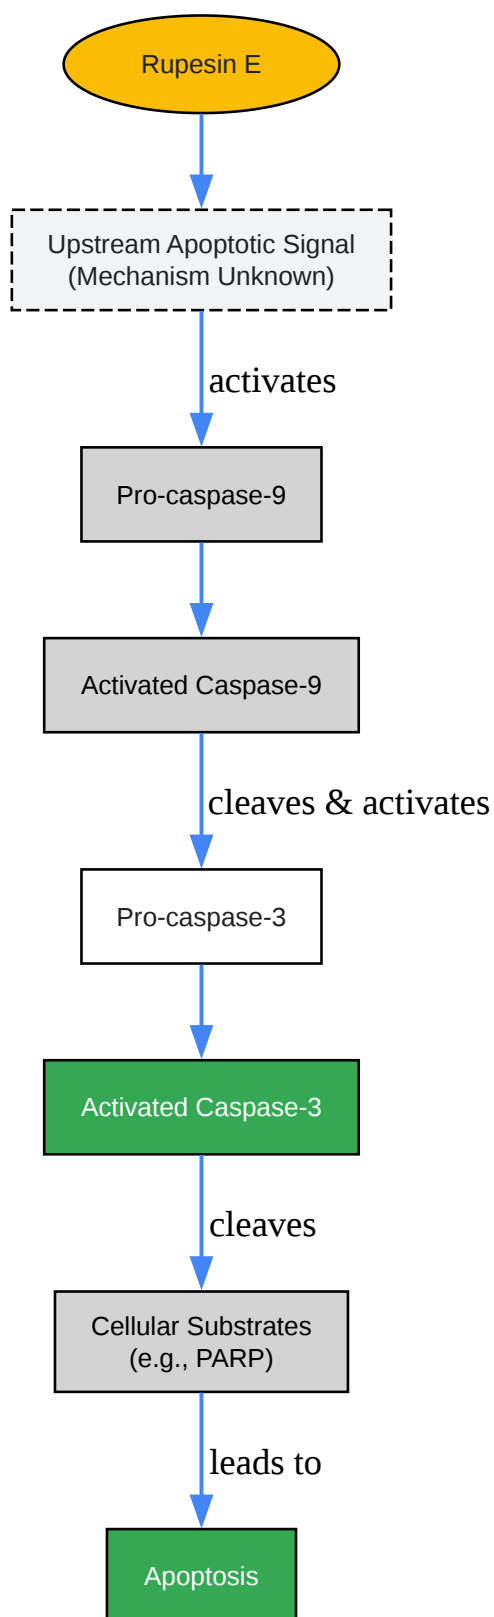 Rupesin E
Upstream Apoptotic Signal
(Mechanism Unknown)
activates
Pro-caspase-9
Activated Caspase-9
cleaves & activates
Pro-caspase-3
Activated Caspase-3
cleaves
Cellular Substrates
(e.g., PARP)
leads to
Apoptosis